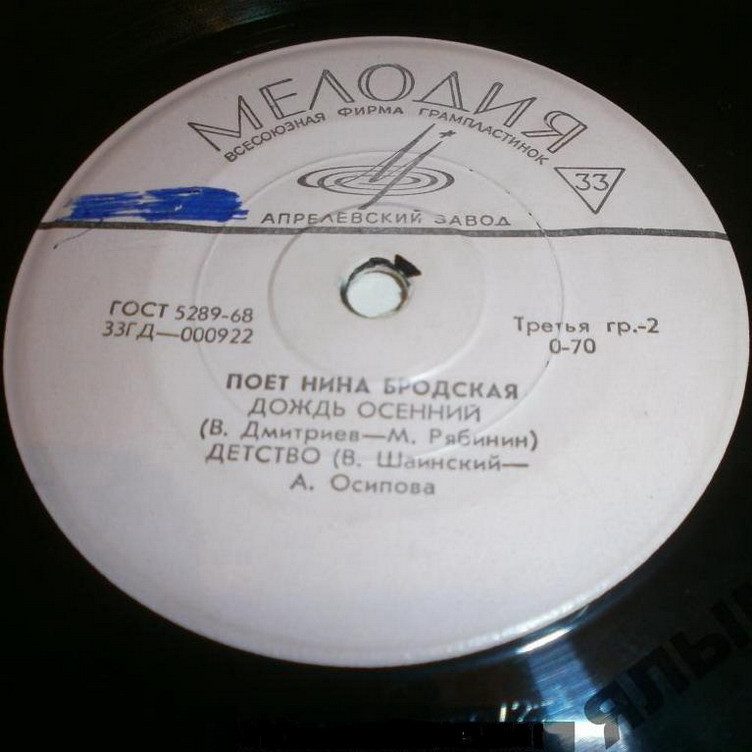 МЕЛОДИЯ
ВСЕСОЮЗНАЯ ФИРМА ГРАМПЛАСТИНОК
33
АПРЕЛЕВСКИЙ ЗАВОД
ГОСТ 5289-68
33ГД—000922
Третья гр.-2
0-70
ПОЕТ НИНА БРОДСКАЯ
ДОЖДЬ ОСЕННИЙ
(В. Дмитриев—М. Рябинин)
ДЕТСТВО (В. Шаинский—
А. Осипова